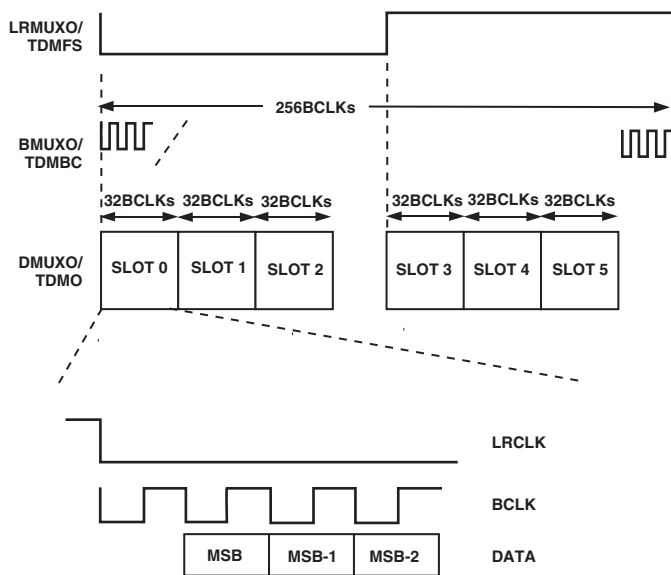 LRMUXO/
TDMFS
256BCLKs
BMUXO/
TDMBC
32BCLKs 32BCLKs 32BCLKs 32BCLKs 32BCLKs 32BCLKs
DMUXO/
TDMO
SLOT 0 SLOT 1 SLOT 2 SLOT 3 SLOT 4 SLOT 5
LRCLK
BCLK
MSB MSB-1 MSB-2 DATA